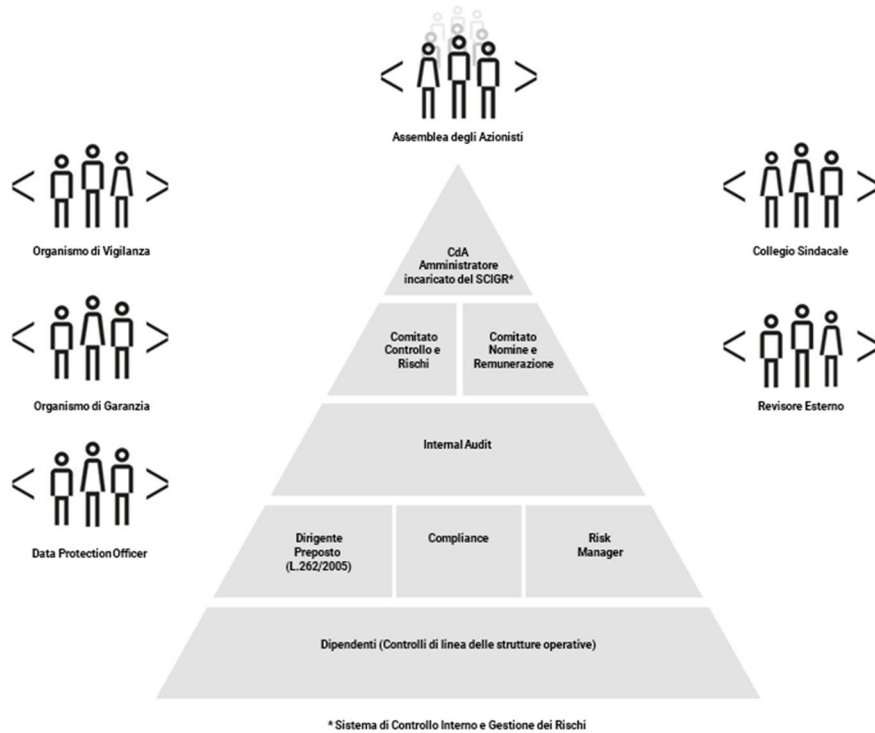 Assemblea degli Azionisti
Organismo di Vigilanza
Collegio Sindacale
CdA
Amministratore
incaricato del SCIGR*
Comitato
Controllo e
Rischi
Comitato
Nomine e
Remunerazione
Organismo di Garanzia
Revisore Esterno
Internal Audit
Data Protection Officer
Dirigente
Preposto
(L.262/2005)
Compliance
Risk
Manager
Dipendenti (Controlli di linea delle strutture operative)
* Sistema di Controllo Interno e Gestione dei Rischi